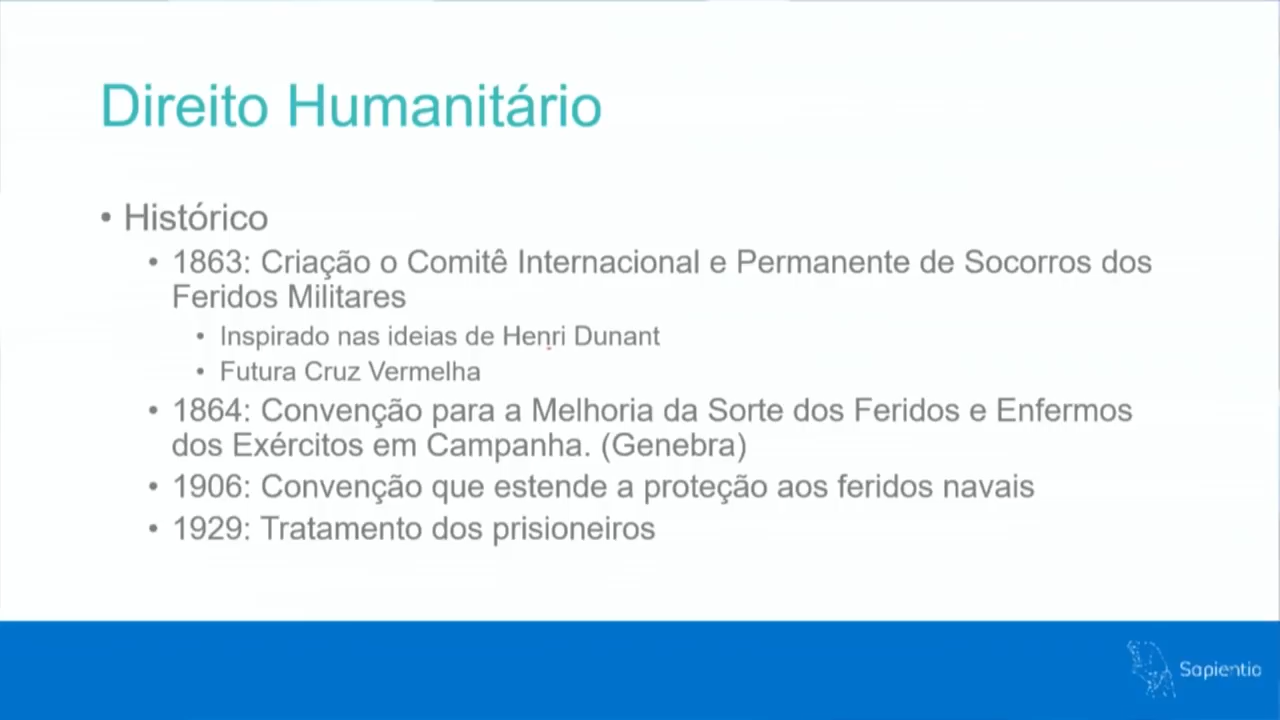 Direito Humanitário
• Histórico
• 1863: Criação o Comitê Internacional e Permanente de Socorros dos
Feridos Militares
• Inspirado nas ideias de Henri Dunant
• Futura Cruz Vermelha
• 1864: Convenção para a Melhoria da Sorte dos Feridos e Enfermos
dos Exércitos em Campanha. (Genebra)
• 1906: Convenção que estende a proteção aos feridos navais
• 1929: Tratamento dos prisioneiros
Sapientia